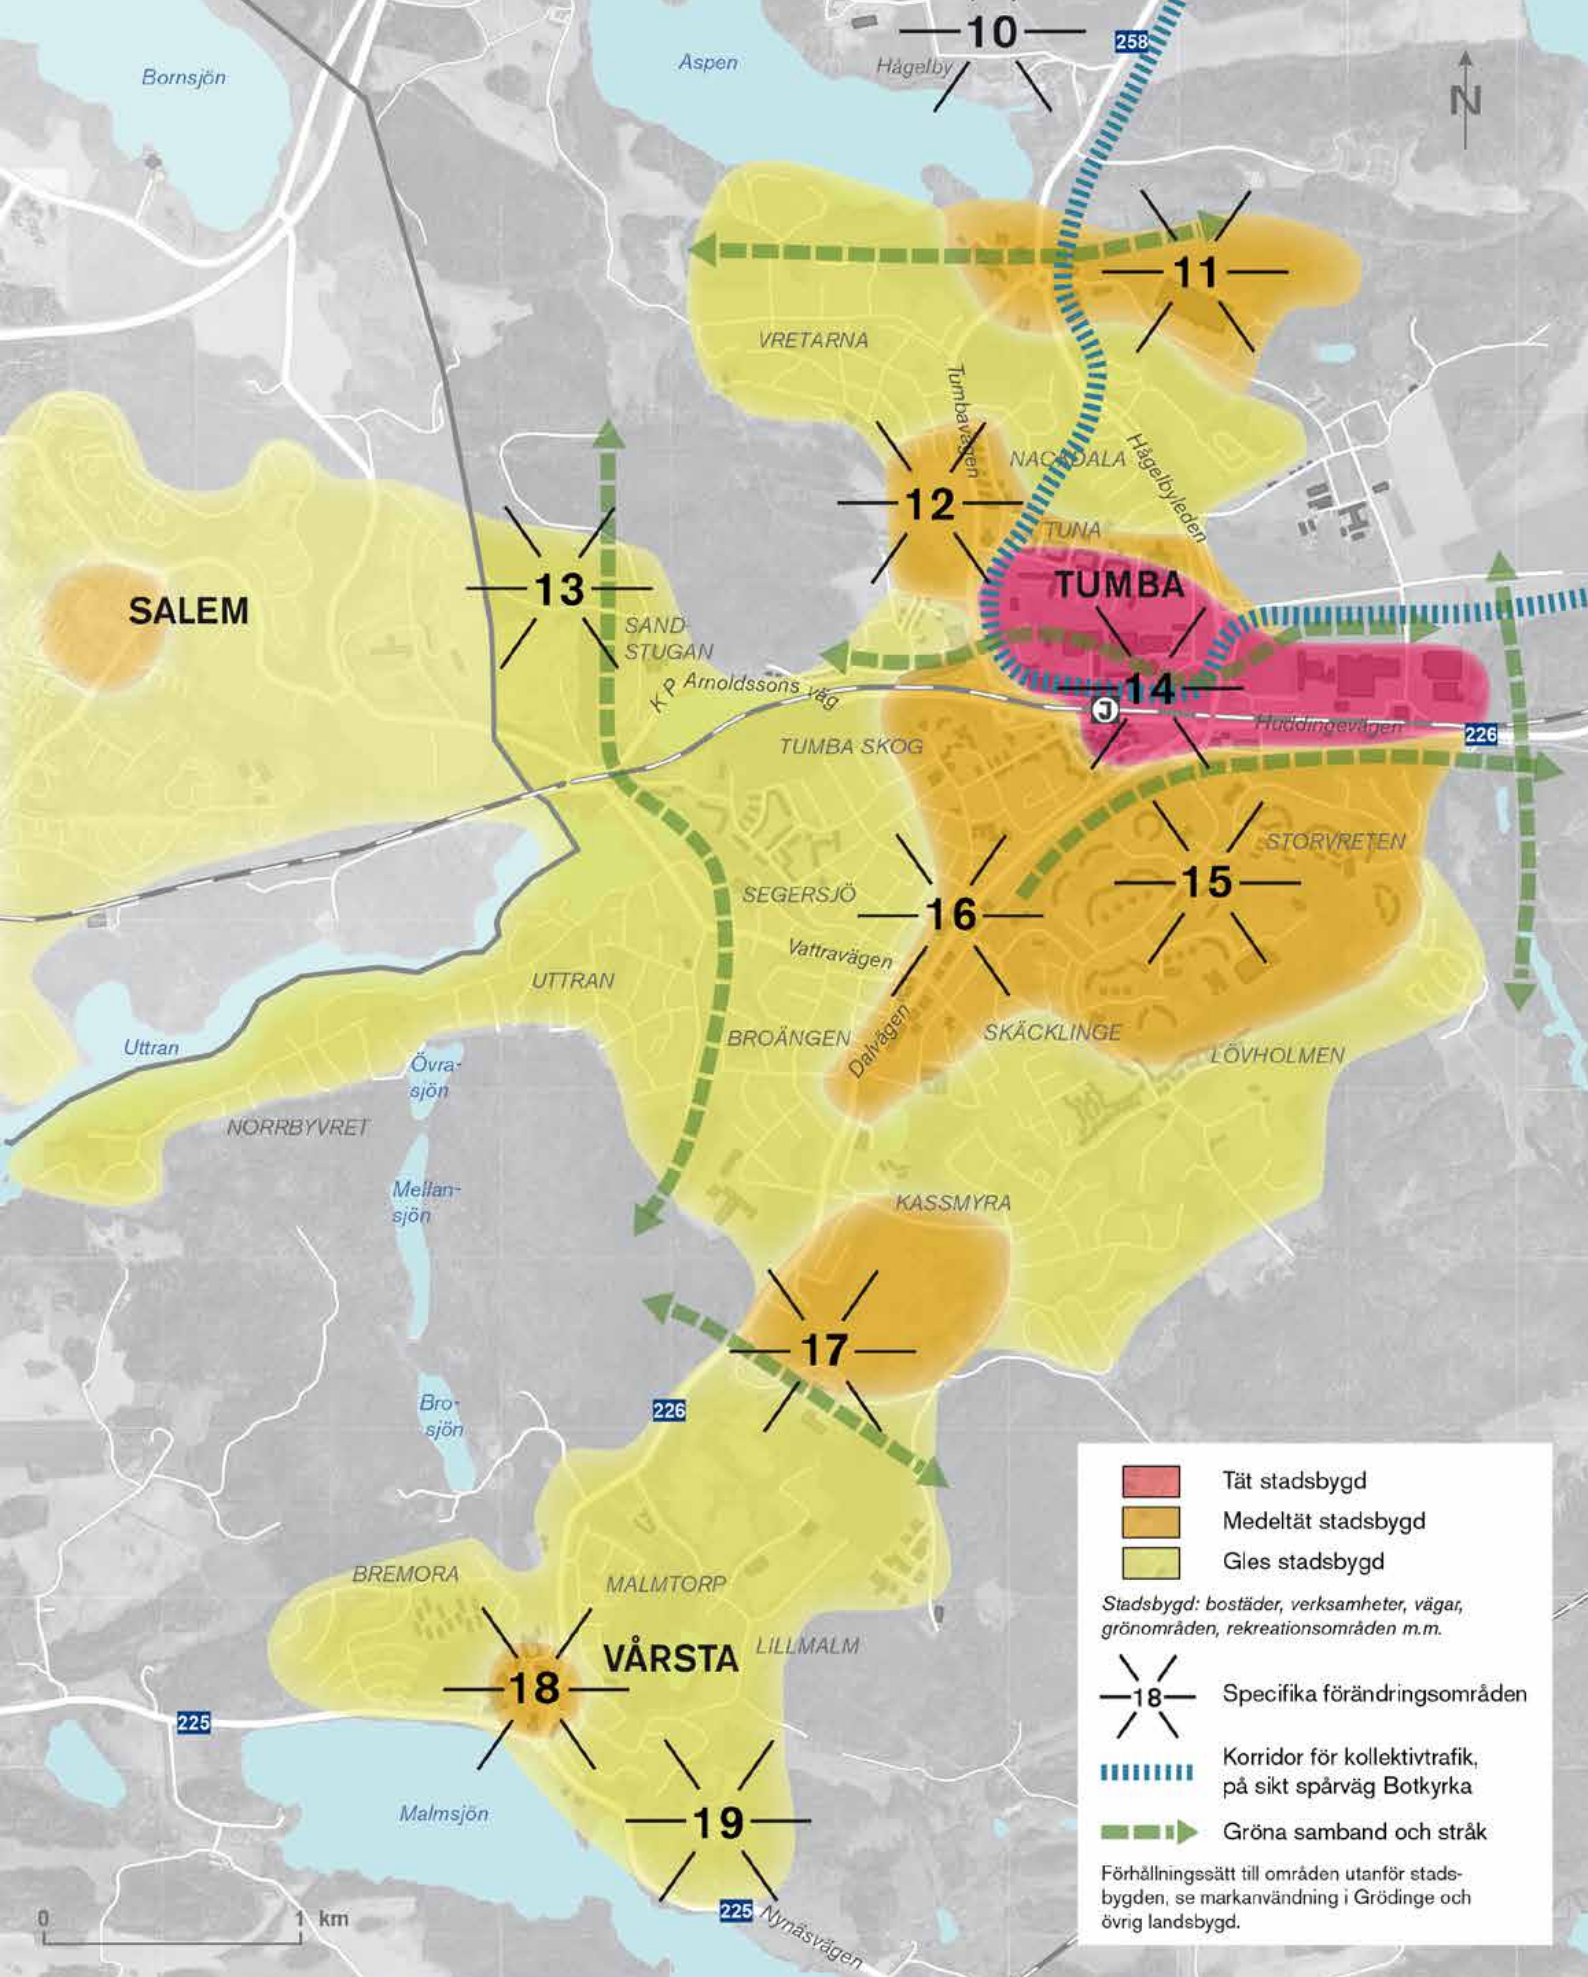 10
258
Bornsjön
Aspen
Hågelby
N
11
VRETARNA
Tumbavägen
NACKDALA
Hågelbyleden
12
TUNA
TUMBA
13
SALEM
SAND-
STUGAN
K P Arnoldssons väg
14
J
Huddingevägen
226
TUMBA SKOG
STORVRETEN
15
SEGERSJÖ
16
Vattravägen
UTTRAN
BROÄNGEN
Dalvägen
SKÄCKLINGE
LÖVHOLMEN
Uttran
Övra-
sjön
NORRBYVRET
Mellan-
sjön
KASSMYRA
17
Bro-
sjön
226
BREMORA
MALMTORP
VÅRSTA
LILLMALM
18
225
Malmsjön
19
225
Nynäsvägen
0 1 km
Tät stadsbygd
Medeltät stadsbygd
Gles stadsbygd
Stadsbygd: bostäder, verksamheter, vägar,
grönområden, rekreationsområden m.m.
18
Specifika förändringsområden
Korridor för kollektivtrafik,
på sikt spårväg Botkyrka
Gröna samband och stråk
Förhållningssätt till områden utanför stads-
bygden, se markanvändning i Grödinge och
övrig landsbygd.